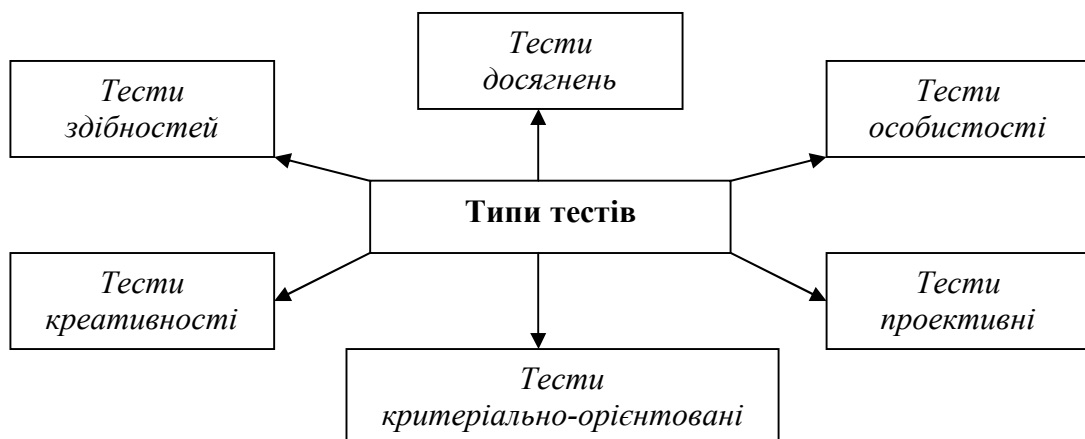 Тести
досягнень
Тести
здібностей
Тести
особистості
Типи тестів
Тести
креативності
Тести
проективні
Тести
критеріально-орієнтовані